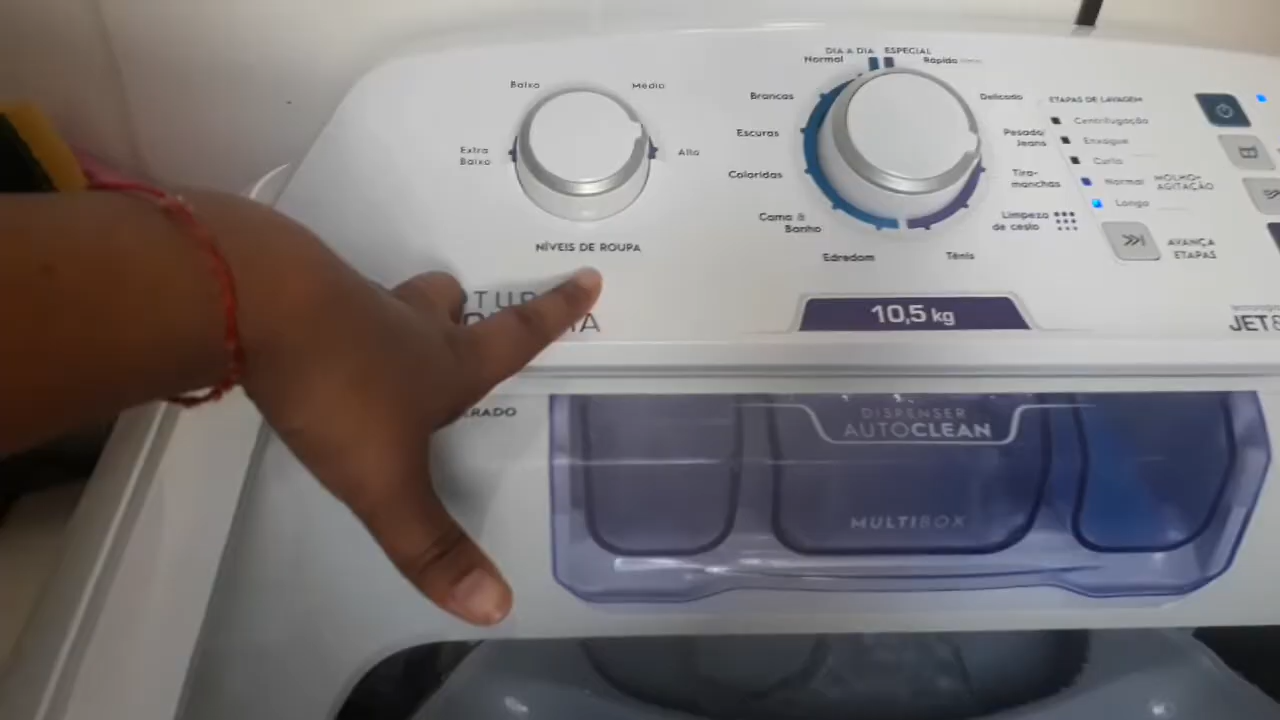 Baixo
Médio
Extra
Baixo
Alto
NÍVEIS DE ROUPA
DIA A DIA
ESPECIAL
Normal
Rápido
Brancas
Delicado
Escuras
Pesado/
Jeans
Coloridas
Tira-
manchas
Cama &
Banho
Limpeza
de cesto
Edredom
Tênis
ETAPAS DE LAVAGEM
Centrifugação
Enxágue
Curto
Normal
MOLHO+
AGITAÇÃO
Longo
AVANÇA
ETAPAS
10,5 kg
JET&
ERADO
DISPENSER
AUTOCLEAN
MULTIBOX